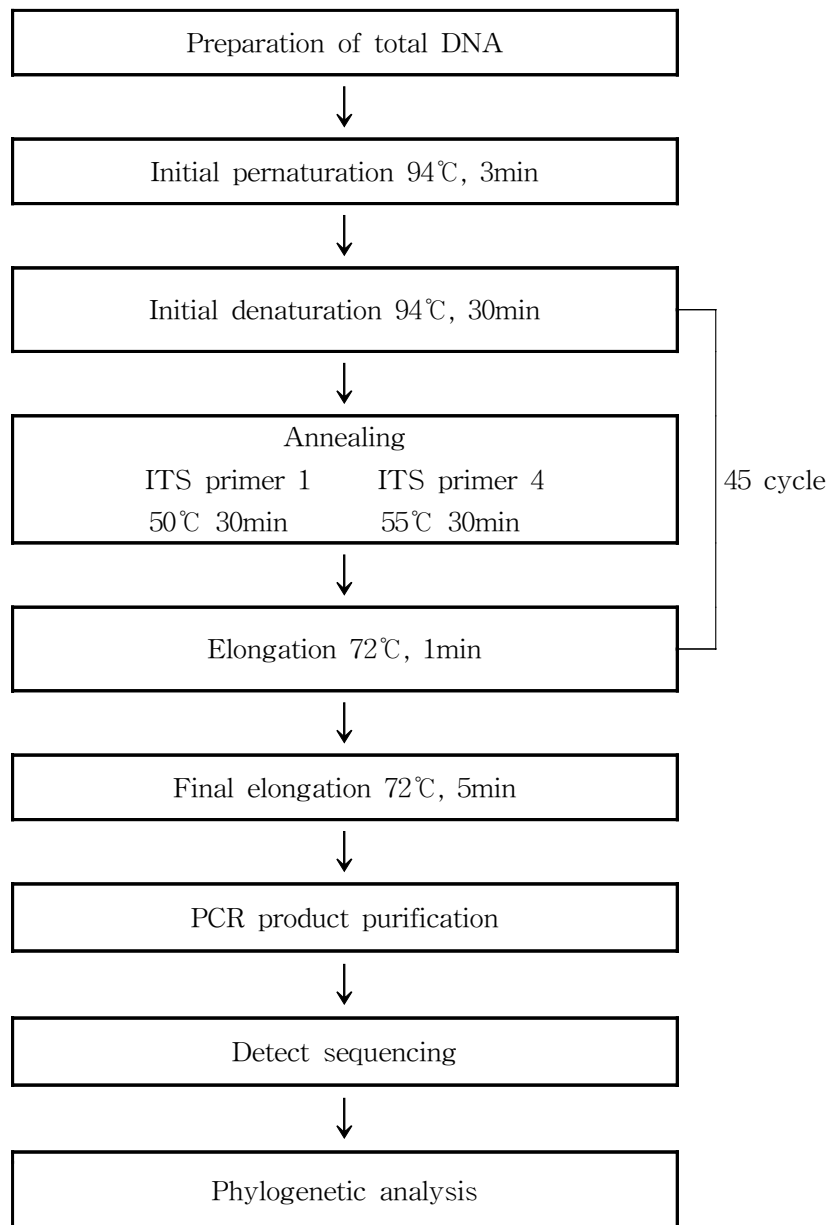 Preparation of total DNA
Initial pernaturation 94℃, 3min
Initial denaturation 94℃, 30min
Annealing
ITS primer 1 ITS primer 4
50℃ 30min 55℃ 30min
45 cycle
Elongation 72℃, 1min
Final elongation 72℃, 5min
PCR product purification
Detect sequencing
Phylogenetic analysis